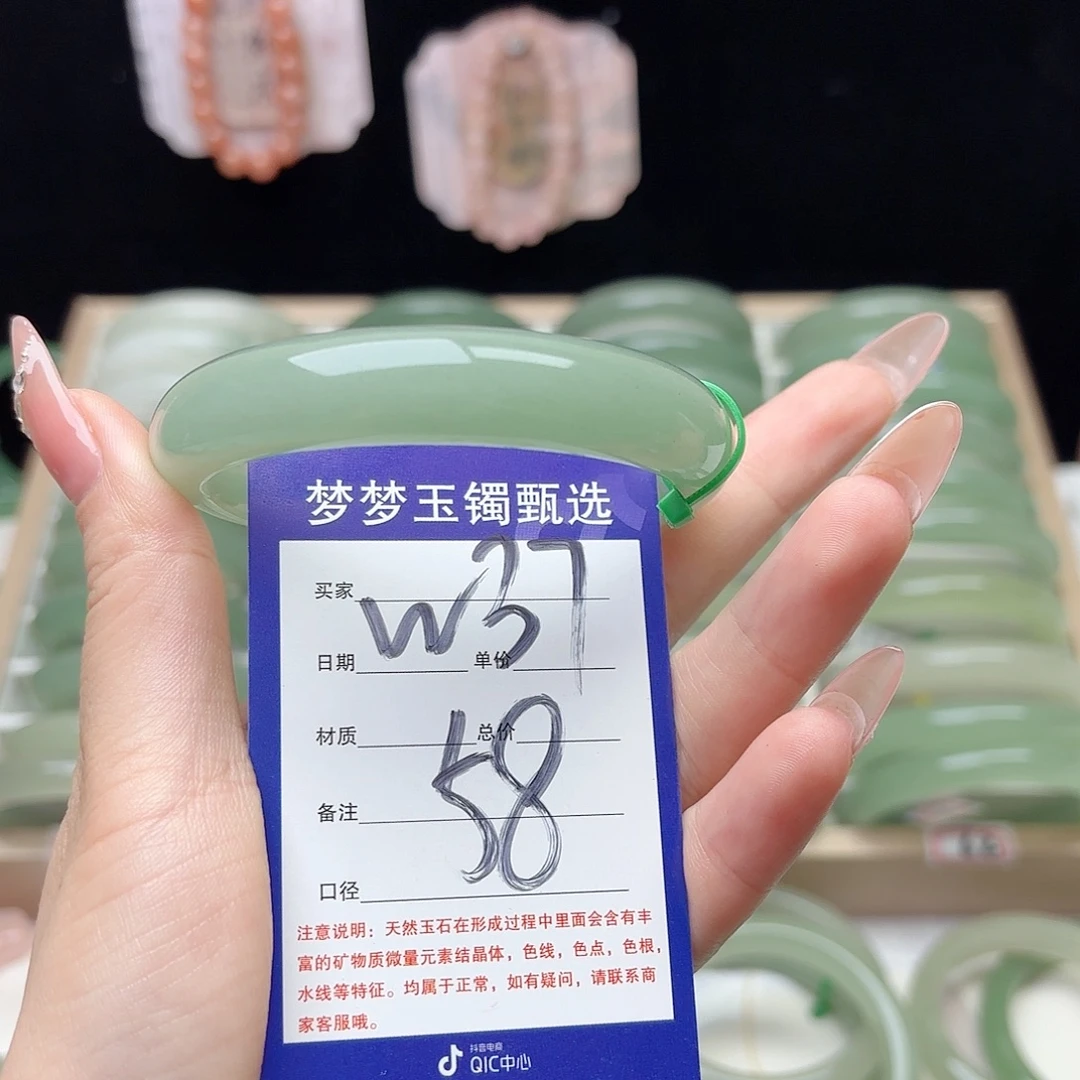 梦梦玉镯甄选
买家
W37
日期 单价
材质 总价
58
备注
口径
注意说明：天然玉石在形成过程中里面会含有丰
富的矿物质微量元素结晶体，色线，色点，色根，
水线等特征。均属于正常，如有疑问，请联系商
家客服哦。
抖音电商
QIC中心